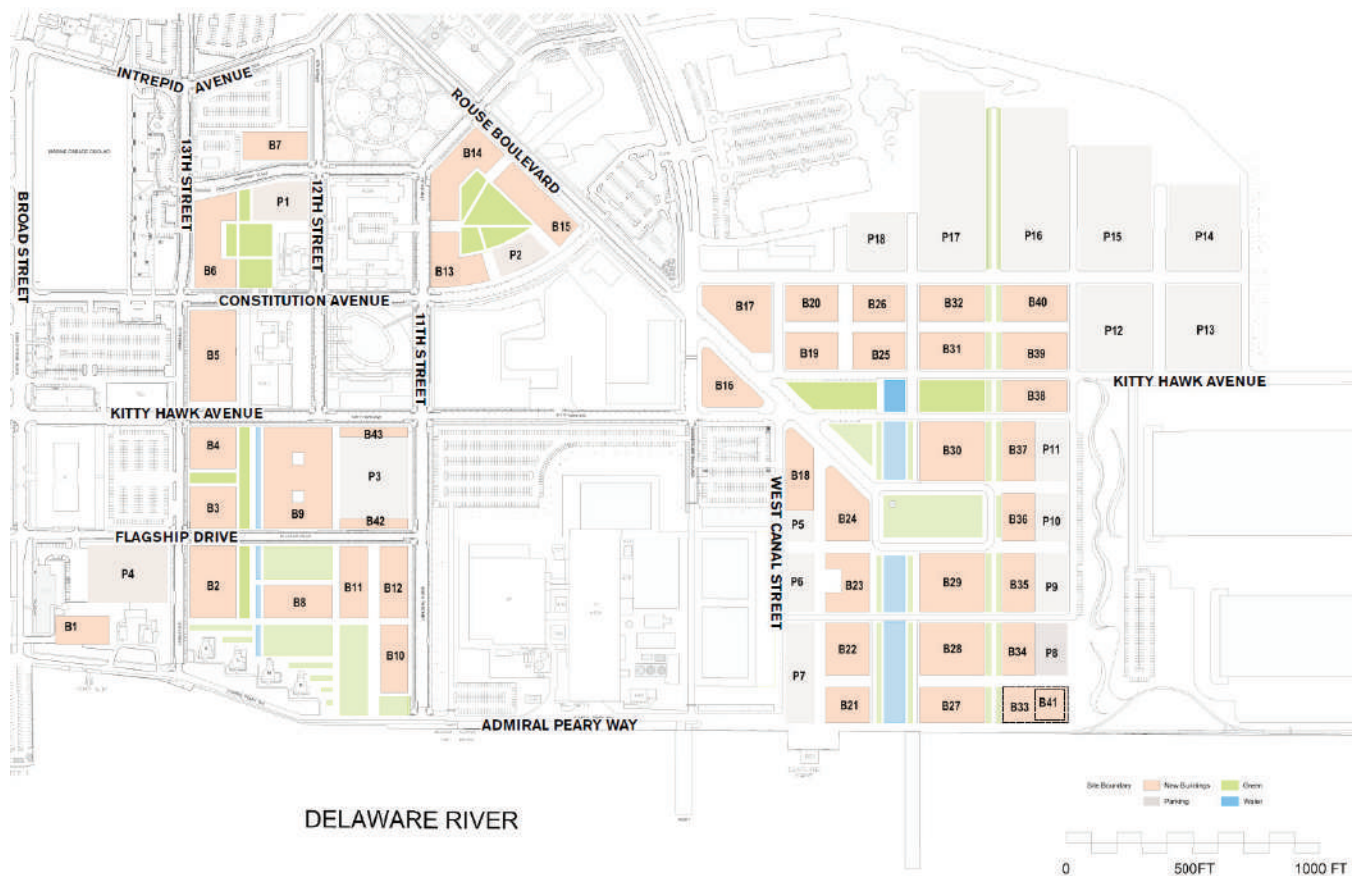 INTREPID AVENUE
ROUSE BOULEVARD
13TH STREET
B7
B14
BROAD STREET
12TH STREET
P1
B15
P2
B6
B13
CONSTITUTION AVENUE
P18
P17
P16
P15
P14
B17
B20
B26
B32
B40
P12
P13
B5
11TH STREET
B19
B25
B31
B39
B16
KITTY HAWK AVENUE
B38
KITTY HAWK AVENUE
B4
B43
B30
B37
P11
B18
WEST CANAL STREET
P3
B3
B9
B42
P5
B24
B36
P10
FLAGSHIP DRIVE
P4
B2
B8
B11
B12
P6
B23
B29
B35
P9
B1
B10
B22
B28
B34
P8
P7
B21
B27
B33
B41
ADMIRAL PEARY WAY
DELAWARE RIVER
Site Boundary
New Buildings
Green
Parking
Water
0
500FT
1000 FT